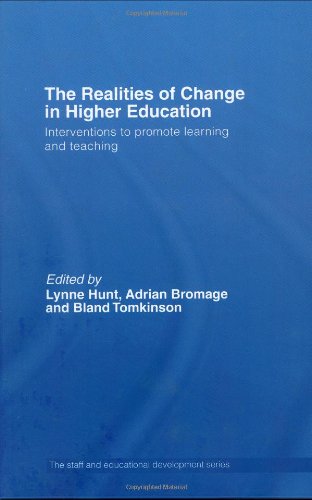 The Realities of Change
in Higher Education
Interventions to promote learning
and teaching
Edited by
Lynne Hunt, Adrian Bromage
and Bland Tomkinson
The staff and educational development series